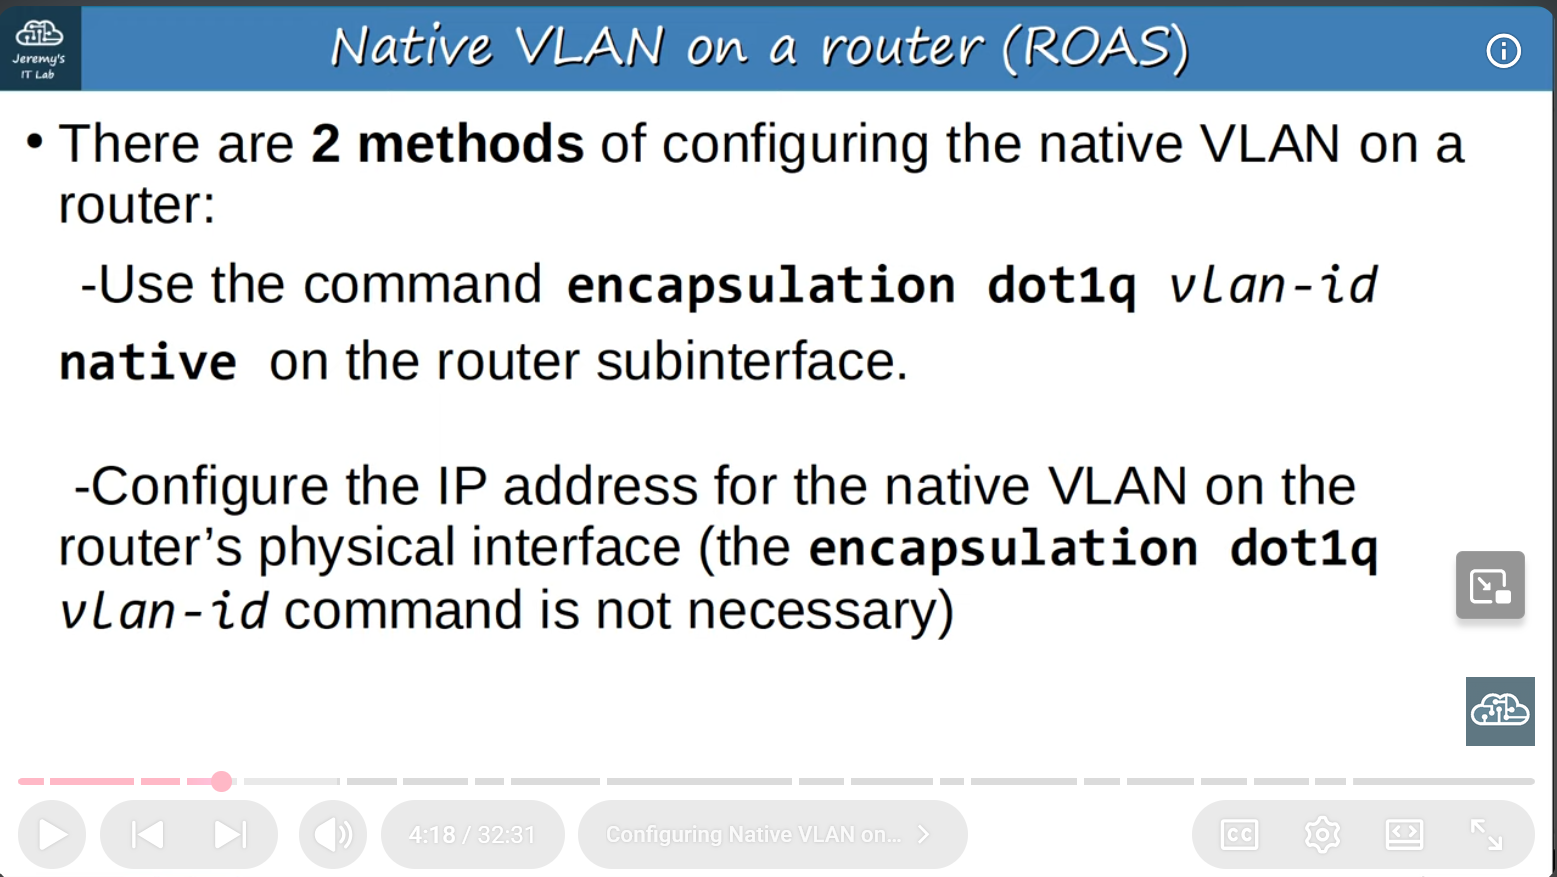 Jeremy's
IT Lab
Native VLAN on a router (ROAS)
• There are 2 methods of configuring the native VLAN on a
router:
-Use the command encapsulation dot1q vlan-id
native on the router subinterface.
-Configure the IP address for the native VLAN on the
router’s physical interface (the encapsulation dot1q
vlan-id command is not necessary)
4:18 / 32:31
Configuring Native VLAN on...
CC